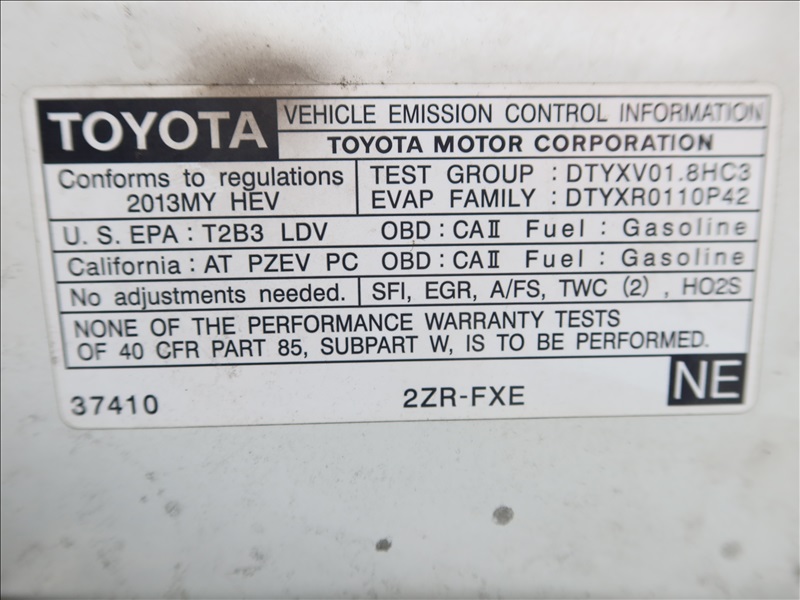 TOYOTA
VEHICLE EMISSION CONTROL INFORMATION
TOYOTA MOTOR CORPORATION
Conforms to regulations
2013MY HEV
TEST GROUP : DTYXV01.8HC3
EVAP FAMILY : DTYXR0110P42
U. S. EPA : T2B3 LDV OBD : CAⅡ Fuel : Gasoline
California : AT PZEV PC OBD : CAⅡ Fuel : Gasoline
No adjustments needed. SFI, EGR, A/FS, TWC (2) , HO2S
NONE OF THE PERFORMANCE WARRANTY TESTS
OF 40 CFR PART 85, SUBPART W, IS TO BE PERFORMED.
37410 2ZR-FXE NE